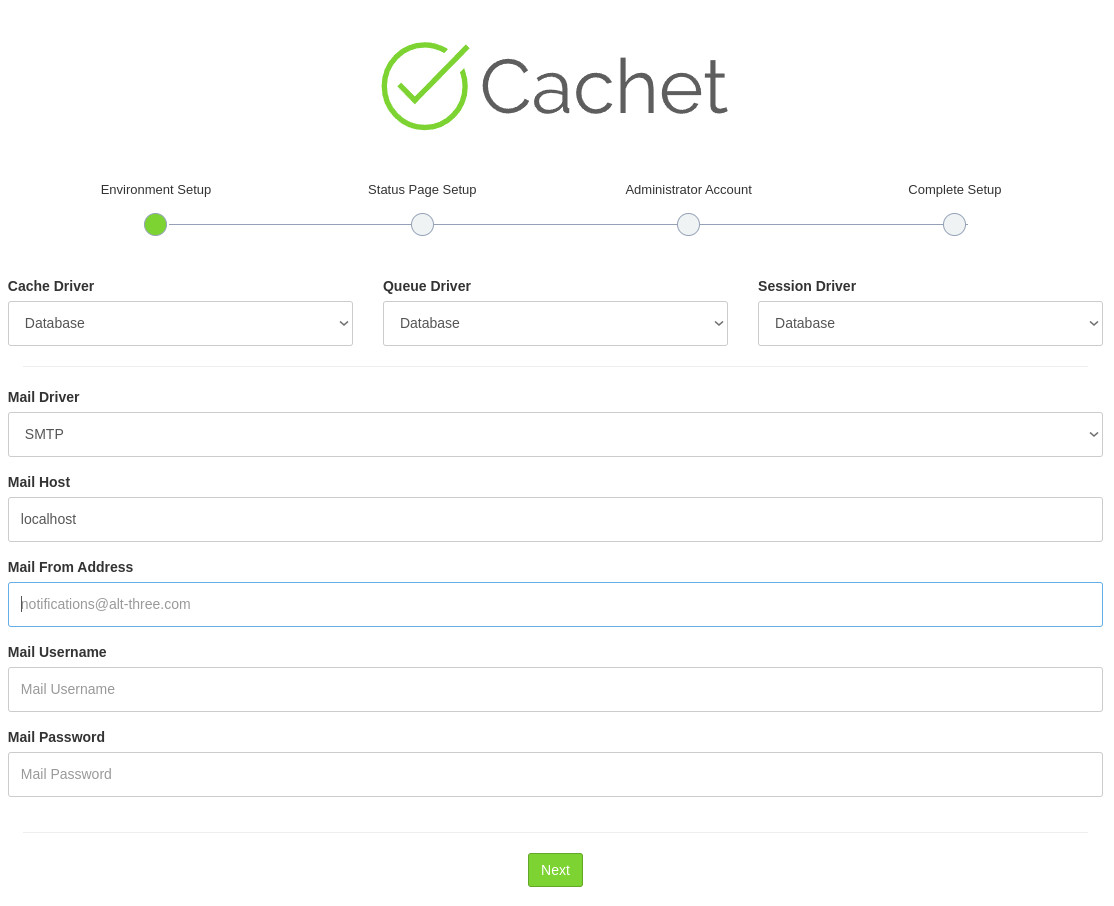 Cachet
Environment Setup Status Page Setup Administrator Account Complete Setup
Cache Driver Queue Driver Session Driver
Database Database Database
Mail Driver
SMTP
Mail Host
localhost
Mail From Address
notifications@alt-three.com
Mail Username
Mail Username
Mail Password
Mail Password
Next